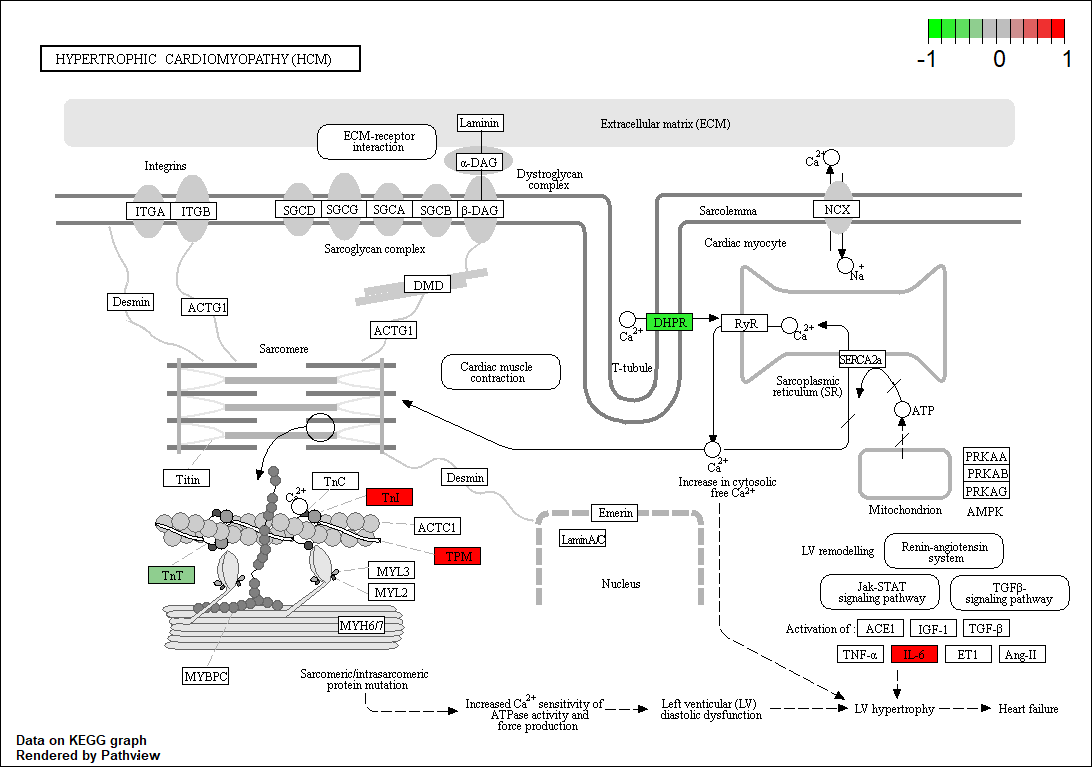 HYPERTROPHIC CARDIOMYOPATHY (HCM)
-1 0 1
Extracellular matrix (ECM)
Laminin
ECM-receptor
interaction
α-DAG
Dystroglycan
complex
Integrins
ITGA
ITGB
SGCD
SGCG
SGCA
SGCB
β-DAG
Sarcoglycan complex
Sarcolemma
Cardiac myocyte
Ca2+
NCX
Na+
Desmin
ACTG1
DMD
ACTG1
Sarcomere
Cardiac muscle
contraction
Ca2+
DHPR
T-tubule
RyR
Ca2+
SERCA2a
Sarcoplasmic
reticulum (SR)
ATP
Mitochondrion
PRKAA
PRKAB
PRKAG
AMPK
Ca2+
Increase in cytosolic
free Ca2+
Titin
Desmin
Ca2+
TnC
TnI
ACTC1
TPM
TnT
MYL3
MYL2
MYH6/7
MYBPC
Emerin
LaminA/C
Nucleus
LV remodelling
Renin-angiotensin
system
Jak-STAT
signaling pathway
TGFβ-
signaling pathway
Activation of :
ACE1
IGF-1
TGF-β
TNF-α
IL-6
ET1
Ang-II
Sarcomeric/intrasarcomeric
protein mutation
Increased Ca2+ sensitivity of
ATPase activity and
force production
Left venticular (LV)
diastolic dysfunction
LV hypertrophy
Heart failure
Data on KEGG graph
Rendered by Pathview